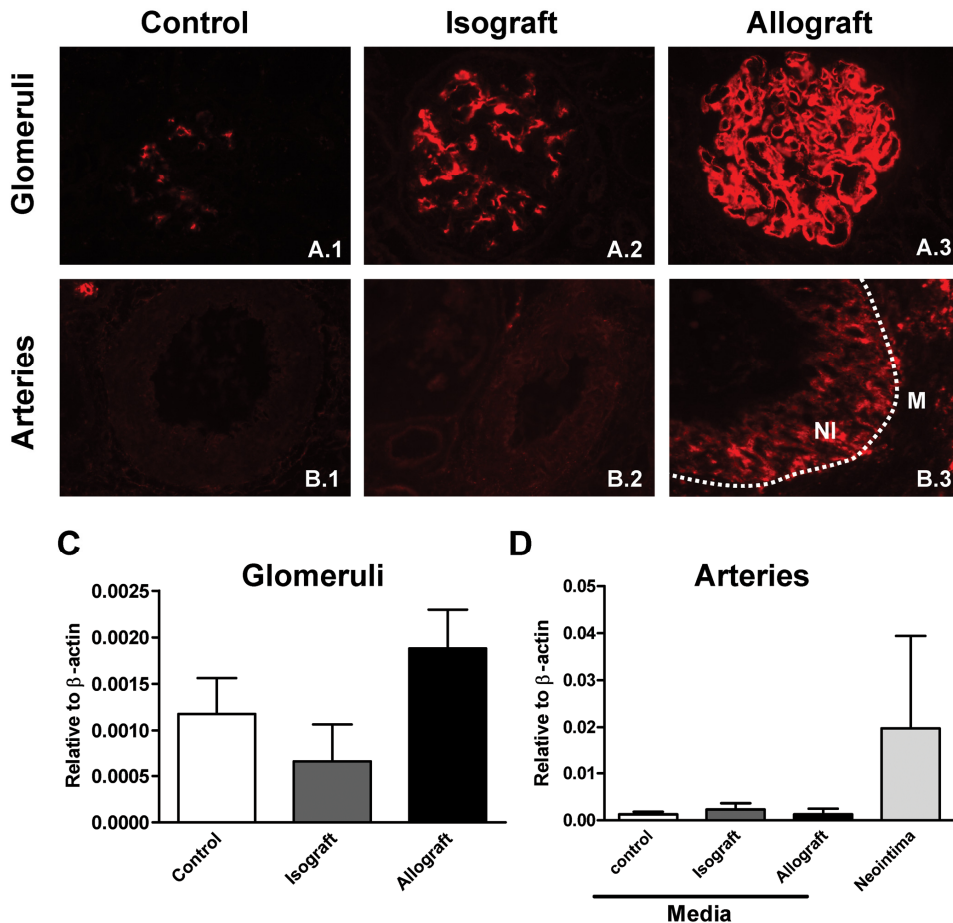 Control Isograft Allograft
Glomeruli
A.1 A.2 A.3
Arteries
NI M
B.1 B.2 B.3
C
Glomeruli
Relative to β-actin
0.0025
0.0020
0.0015
0.0010
0.0005
0.0000
Control Isograft Allograft
D
Arteries
Relative to β-actin
0.05
0.04
0.03
0.02
0.01
0.00
control Isograft Allograft Neointima
Media